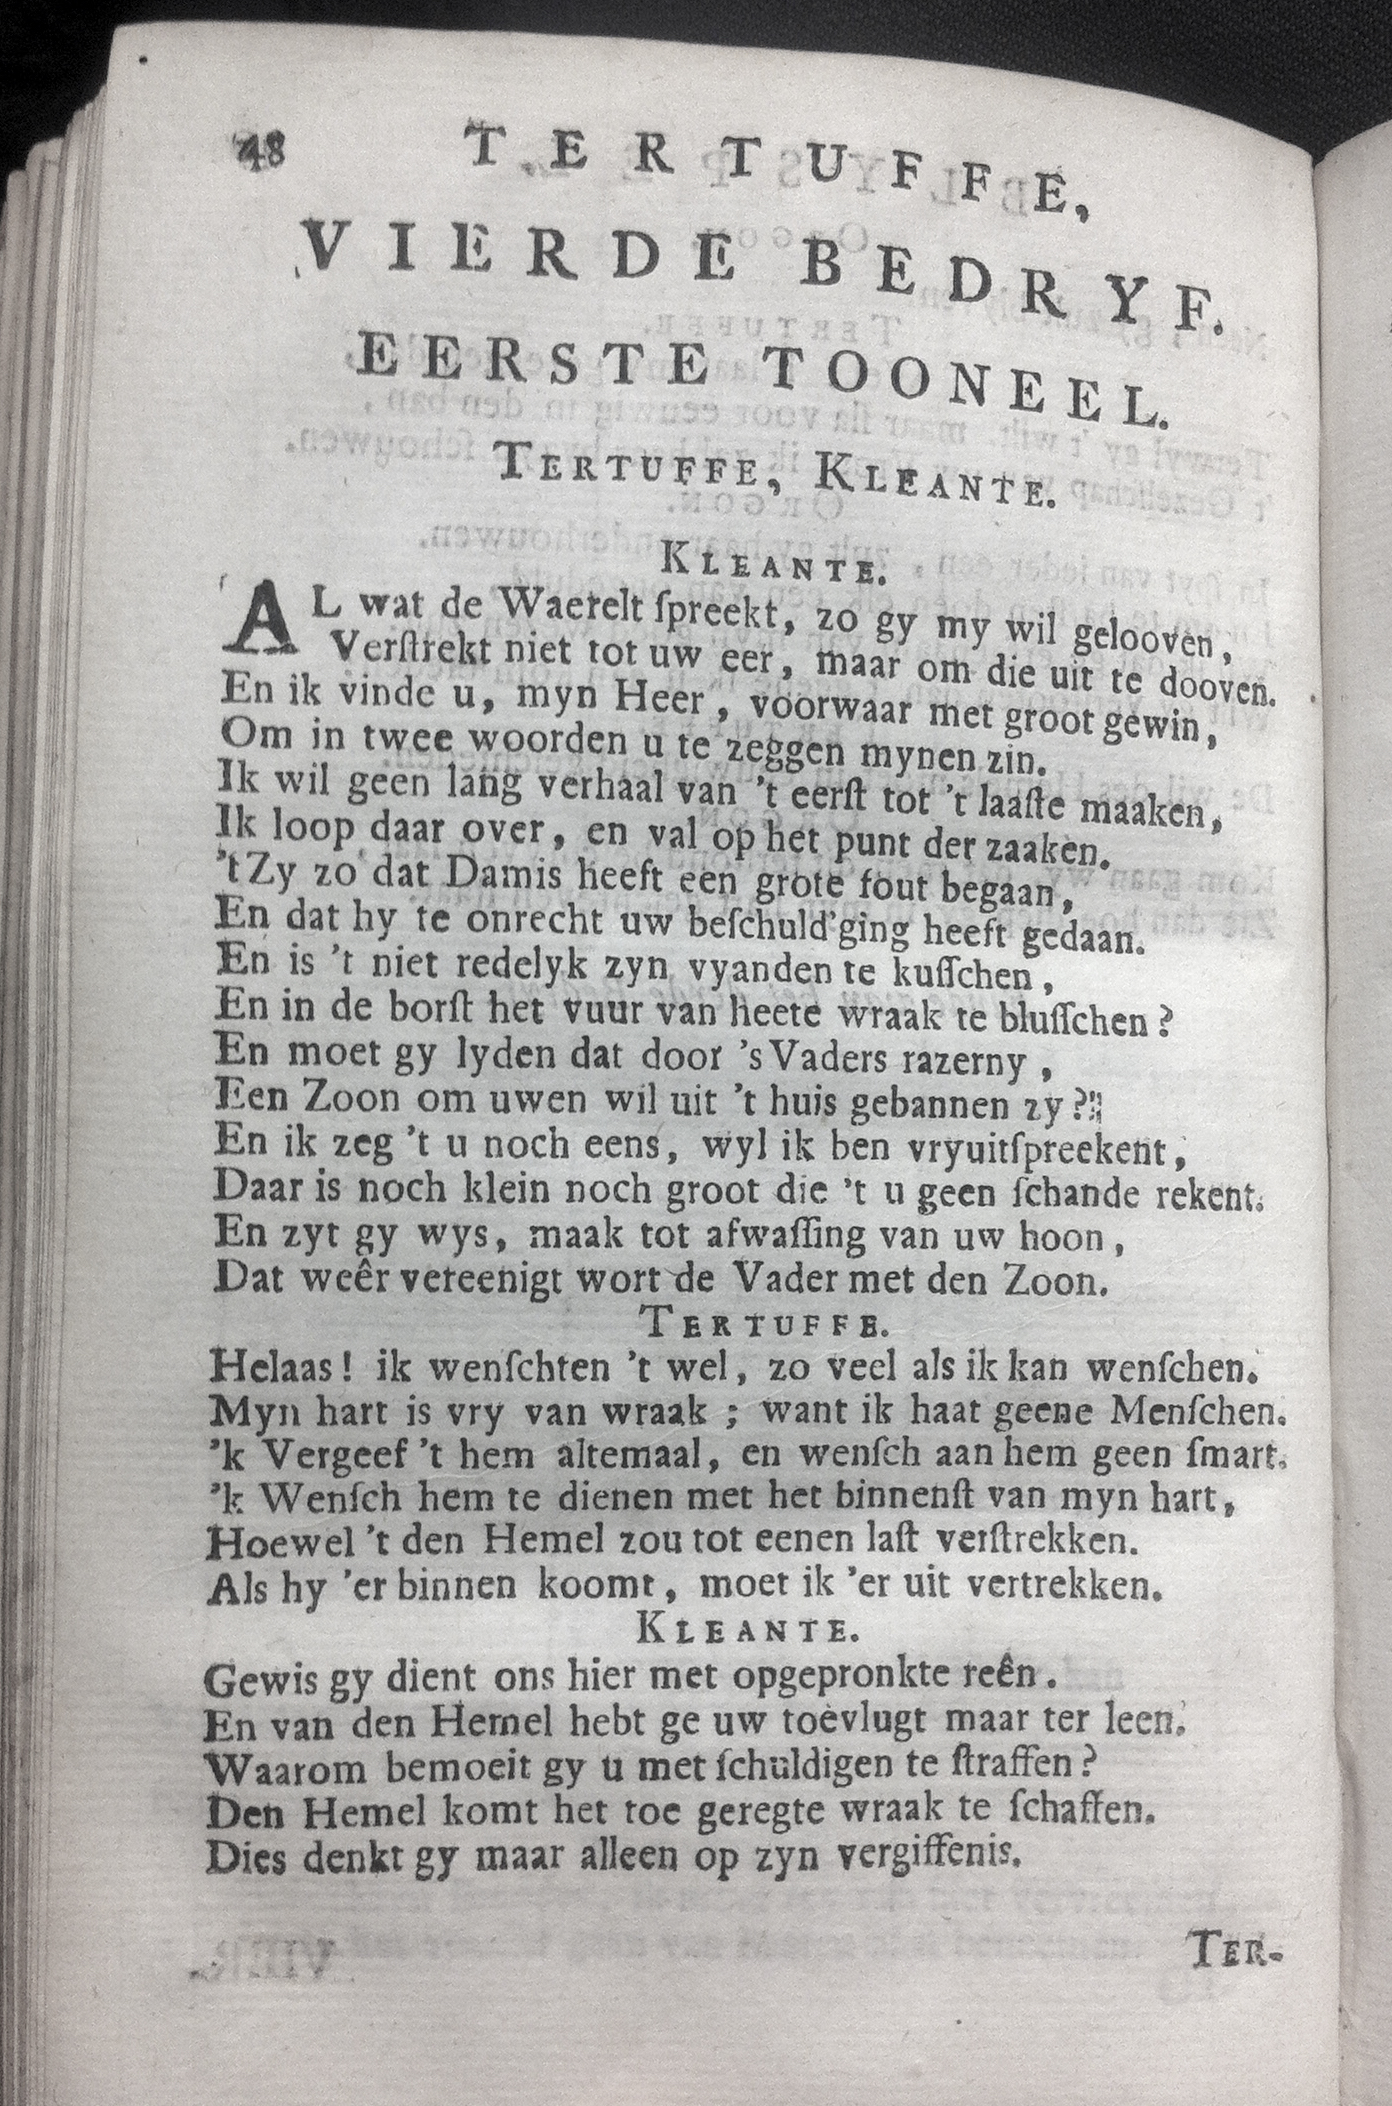 48 TERTUFFE,
VIERDE BEDRYF.
EERSTE TOONEEL.
TERTUFFE, KLEANTE.
KLEANTE.
AL wat de Waerelt ſpreekt, zo gy my wil gelooven,
Verſtrekt niet tot uw eer, maar om die uit te dooven.
En ik vinde u, myn Heer, voorwaar met groot gewin,
Om in twee woorden u te zeggen mynen zin.
Ik wil geen lang verhaal van 't eerſt tot 't laaſte maaken,
Ik loop daar over, en val op het punt der zaaken.
't Zy zo dat Damis heeft een grote fout begaan,
En dat hy te onrecht uw beſchuld'ging heeft gedaan.
En is 't niet redelyk zyn vyanden te kuſſchen,
En in de borſt het vuur van heete wraak te bluſſchen?
En moet gy lyden dat door 's Vaders razerny,
Een Zoon om uwen wil uit 't huis gebannen zy?
En ik zeg 't u noch eens, wyl ik ben vryuitſpreekent,
Daar is noch klein noch groot die 't u geen ſchande rekent.
En zyt gy wys, maak tot afwaſſing van uw hoon,
Dat weêr vereenigt wort de Vader met den Zoon.
TERTUFFE.
Helaas! ik wenſchten 't wel, zo veel als ik kan wenſchen.
Myn hart is vry van wraak; want ik haat geene Menſchen.
'k Vergeef 't hem altemaal, en wenſch aan hem geen ſmart.
'k Wenſch hem te dienen met het binnenſt van myn hart,
Hoewel 't den Hemel zou tot eenen laſt verſtrekken.
Als hy 'er binnen koomt, moet ik 'er uit vertrekken.
KLEANTE.
Gewis gy dient ons hier met opgepronkte reên.
En van den Hemel hebt ge uw toevlugt maar ter leen.
Waarom bemoeit gy u met ſchuldigen te ſtraffen?
Den Hemel komt het toe geregte wraak te ſchaffen.
Dies denkt gy maar alleen op zyn vergiffenis.
TER-